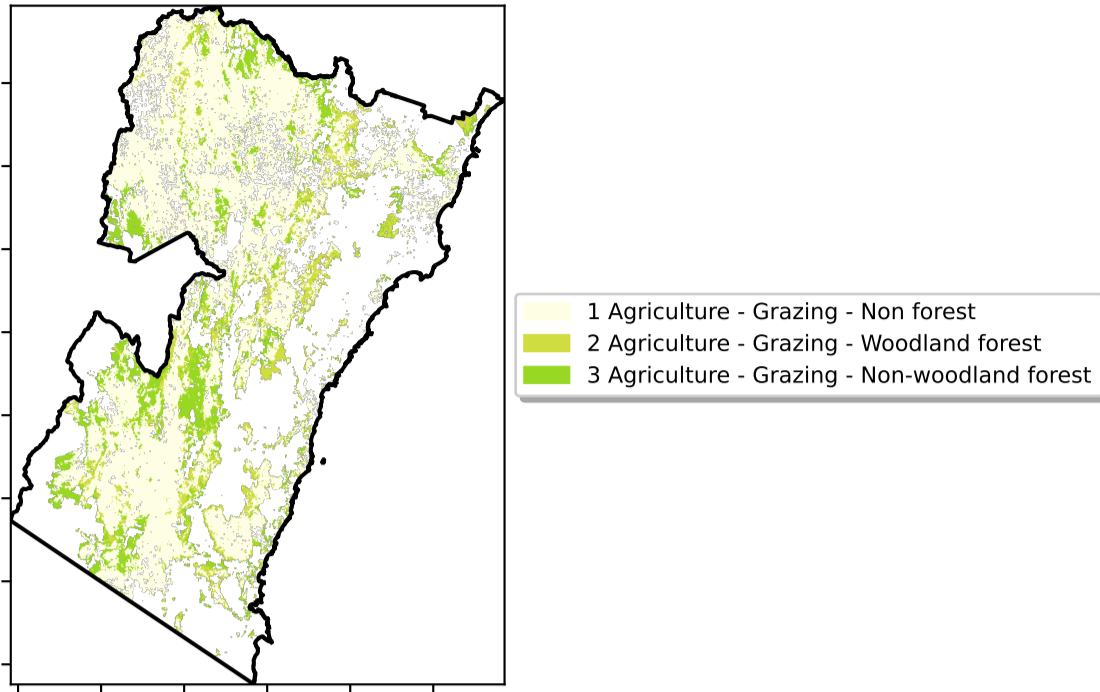 1 Agriculture - Grazing - Non forest
2 Agriculture - Grazing - Woodland forest
3 Agriculture - Grazing - Non-woodland forest